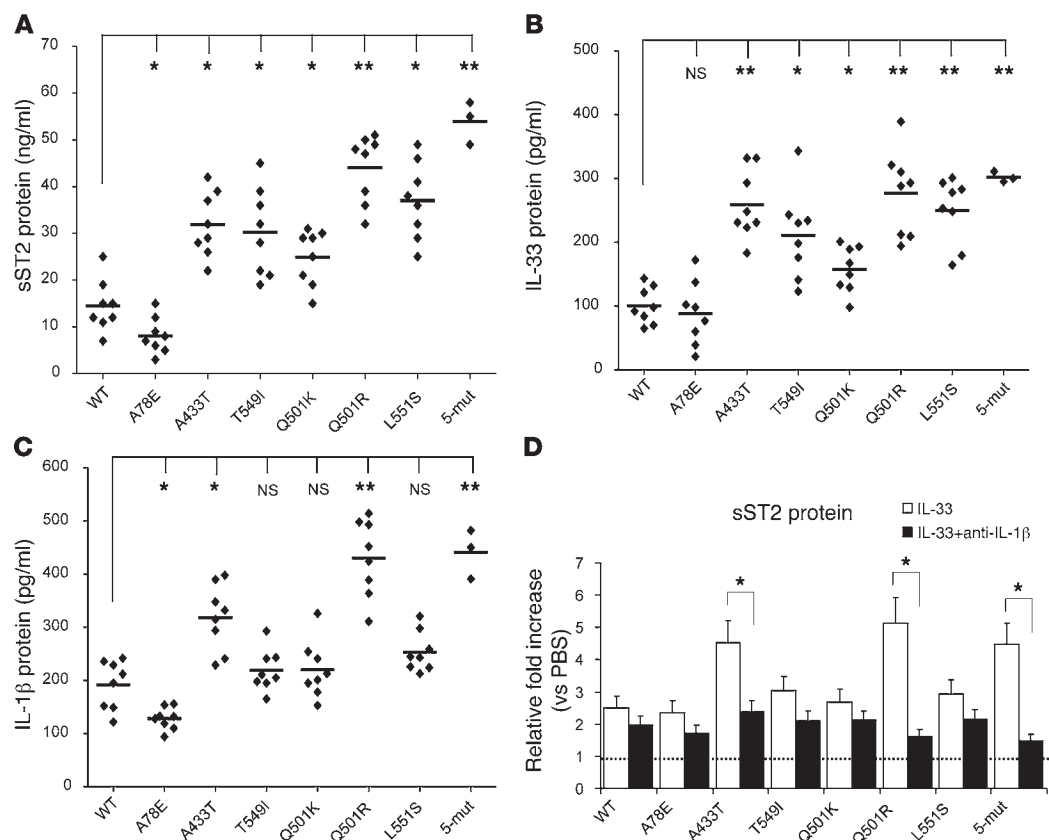 A
sST2 protein (ng/ml)
70
60
50
40
30
20
10
0
* * * * ** * **
WT A78E A433T T549I Q501K Q501R L551S 5-mut
B
IL-33 protein (pg/ml)
500
400
300
200
100
0
NS ** * * ** ** **
WT A78E A433T T549I Q501K Q501R L551S 5-mut
C
IL-1β protein (pg/ml)
600
500
400
300
200
100
0
* * NS NS ** NS **
WT A78E A433T T549I Q501K Q501R L551S 5-mut
D
sST2 protein
IL-33
IL-33+anti-IL-1β
Relative fold increase
(vs PBS)
7
6
5
4
3
2
1
0
* * *
WT A78E A433T T549I Q501K Q501R L551S 5-mut